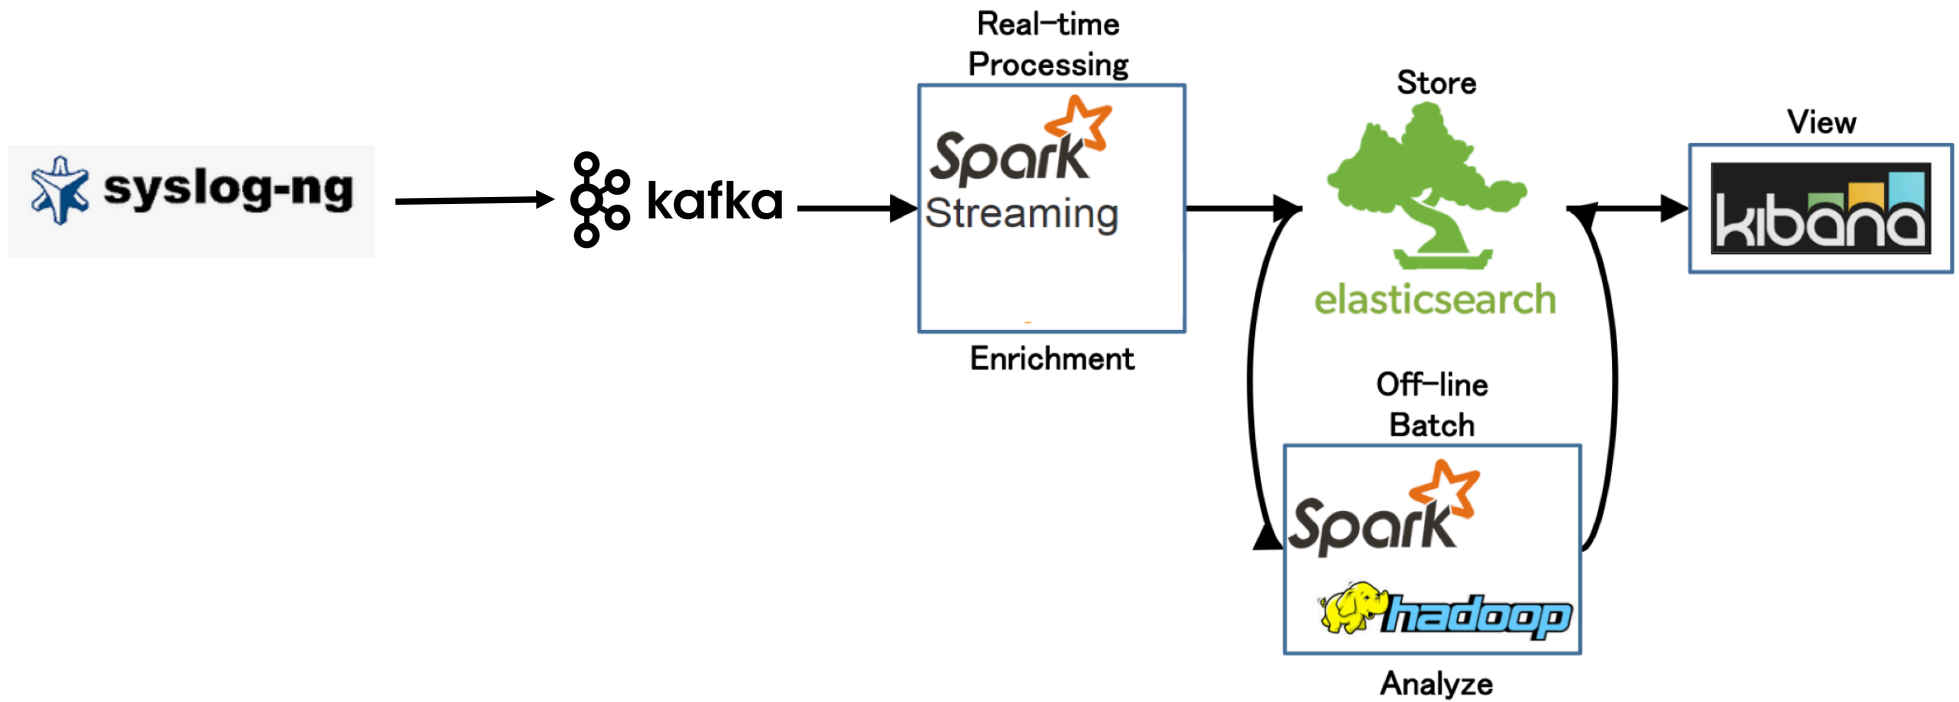 syslog-ng
kafka
Real-time
Processing
Spark
Streaming
Enrichment
Store
elasticsearch
View
kibana
Off-line
Batch
Spark
hadoop
Analyze